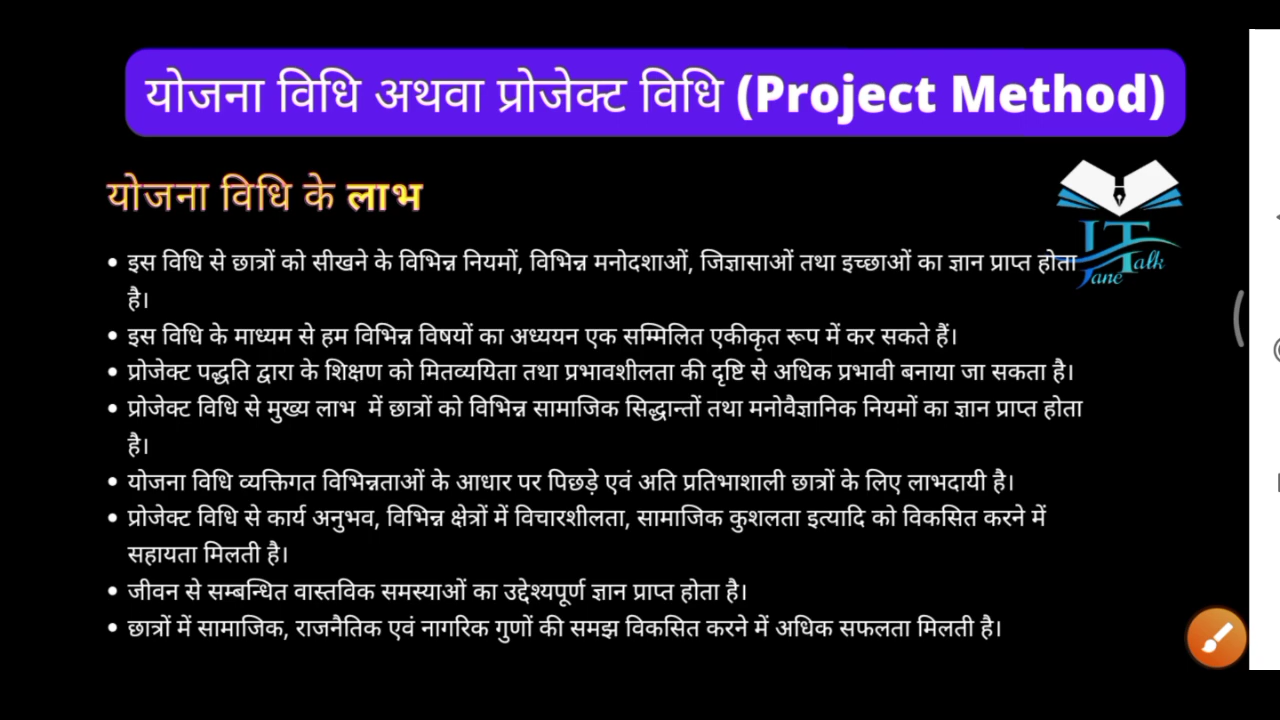 योजना विधि अथवा प्रोजेक्ट विधि (Project Method)
योजना विधि के लाभ
JT
Jane Talk
• इस विधि से छात्रों को सीखने के विभिन्न नियमों, विभिन्न मनोदशाओं, जिज्ञासाओं तथा इच्छाओं का ज्ञान प्राप्त होता
है।
• इस विधि के माध्यम से हम विभिन्न विषयों का अध्ययन एक सम्मिलित एकीकृत रूप में कर सकते हैं।
• प्रोजेक्ट पद्धति द्वारा के शिक्षण को मितव्ययिता तथा प्रभावशीलता की दृष्टि से अधिक प्रभावी बनाया जा सकता है।
• प्रोजेक्ट विधि से मुख्य लाभ में छात्रों को विभिन्न सामाजिक सिद्धान्तों तथा मनोवैज्ञानिक नियमों का ज्ञान प्राप्त होता
है।
• योजना विधि व्यक्तिगत विभिन्नताओं के आधार पर पिछड़े एवं अति प्रतिभाशाली छात्रों के लिए लाभदायी है।
• प्रोजेक्ट विधि से कार्य अनुभव, विभिन्न क्षेत्रों में विचारशीलता, सामाजिक कुशलता इत्यादि को विकसित करने में
सहायता मिलती है।
• जीवन से सम्बन्धित वास्तविक समस्याओं का उद्देश्यपूर्ण ज्ञान प्राप्त होता है।
• छात्रों में सामाजिक, राजनैतिक एवं नागरिक गुणों की समझ विकसित करने में अधिक सफलता मिलती है।